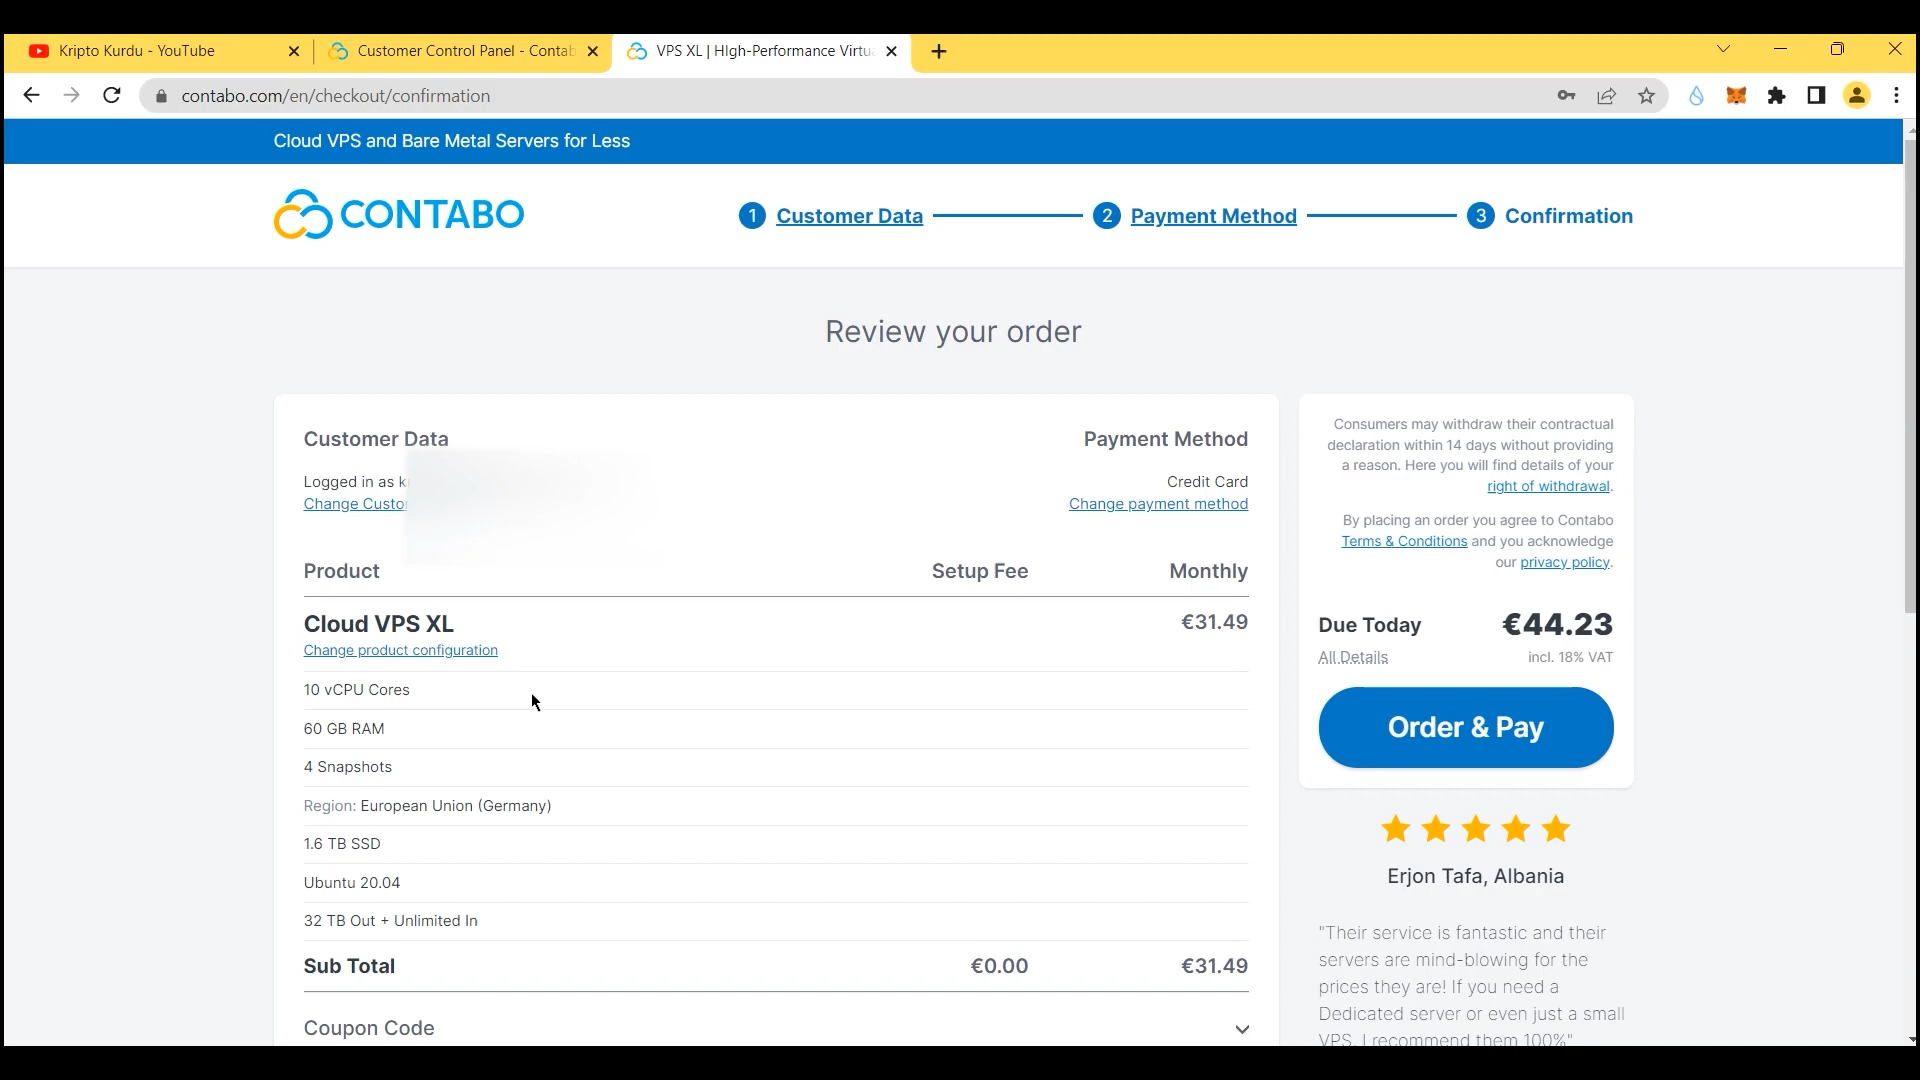 Kripto Kurdu - YouTube
Customer Control Panel - Contab
VPS XL | HIgh-Performance Virtu
contabo.com/en/checkout/confirmation
Cloud VPS and Bare Metal Servers for Less
CONTABO
1 Customer Data
2 Payment Method
3 Confirmation
Review your order
Customer Data
Payment Method
Logged in as k
Credit Card
Change Custo
Change payment method
Product
Setup Fee
Monthly
Cloud VPS XL
€31.49
Change product configuration
10 vCPU Cores
60 GB RAM
4 Snapshots
Region: European Union (Germany)
1.6 TB SSD
Ubuntu 20.04
32 TB Out + Unlimited In
Sub Total
€0.00
€31.49
Coupon Code
Consumers may withdraw their contractual
declaration within 14 days without providing
a reason. Here you will find details of your
right of withdrawal.
By placing an order you agree to Contabo
Terms & Conditions and you acknowledge
our privacy policy.
Due Today
€44.23
All Details
incl. 18% VAT
Order & Pay
Erjon Tafa, Albania
"Their service is fantastic and their
servers are mind-blowing for the
prices they are! If you need a
Dedicated server or even just a small
VPS, I recommend them 100%"